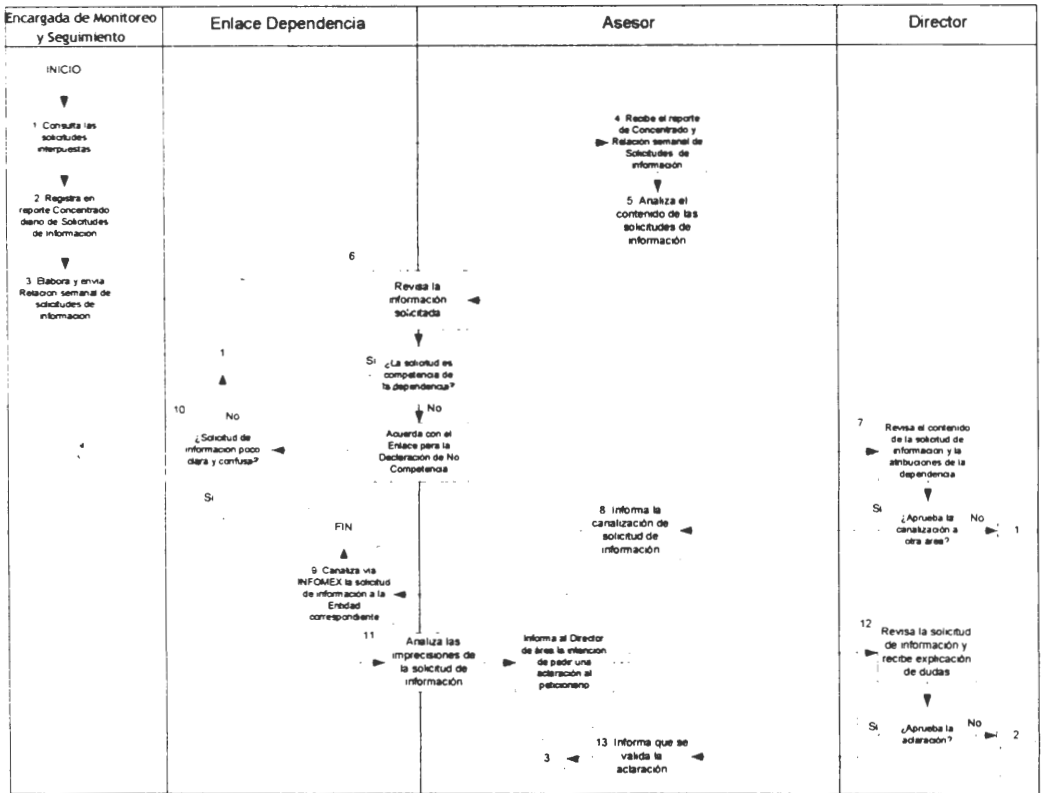 Encargada de Monitoreo
y Seguimiento
Enlace Dependencia
Asesor
Director
INICIO
1 Consulta las
solicitudes
interpuestas
2 Registra en
reporte Concentrado
diario de Solicitudes
de informacion
3 Elabora y envia
Relacion semanal de
solicitudes de
informacion
4 Recibe el reporte
de Concentrado y
Relación semanal de
Solicitudes de
información
5 Analiza el
contenido de las
solicitudes de
información
6
Revisa la
información
solicitada
Si
¿La solicitud es
competencia de
la dependencia?
No
Acuerda con el
Enlace para la
Declaración de No
Competencia
1
No
10
¿Solicitud de
informacion poco
clara y confusa?
Si
7
Revisa el contenido
de la solicitud de
informacion y la
atribuciones de la
dependencia
Si
¿Aprueba la
canalización a
otra área?
No
1
8 Informa la
canalización de
solicitud de
información
FIN
9 Canaliza via
INFOMEX la solicitud
de información a la
Entidad
correspondiente
11
Analiza las
imprecisiones de
la solicitud de
información
Informa al Director
de área la intención
de pedir una
aclaración al
peticionario
12
Revisa la solicitud
de información y
recibe explicación
de dudas
Si
¿Aprueba la
aclaración?
No
2
13 Informa que se
valida la
aclaración
3